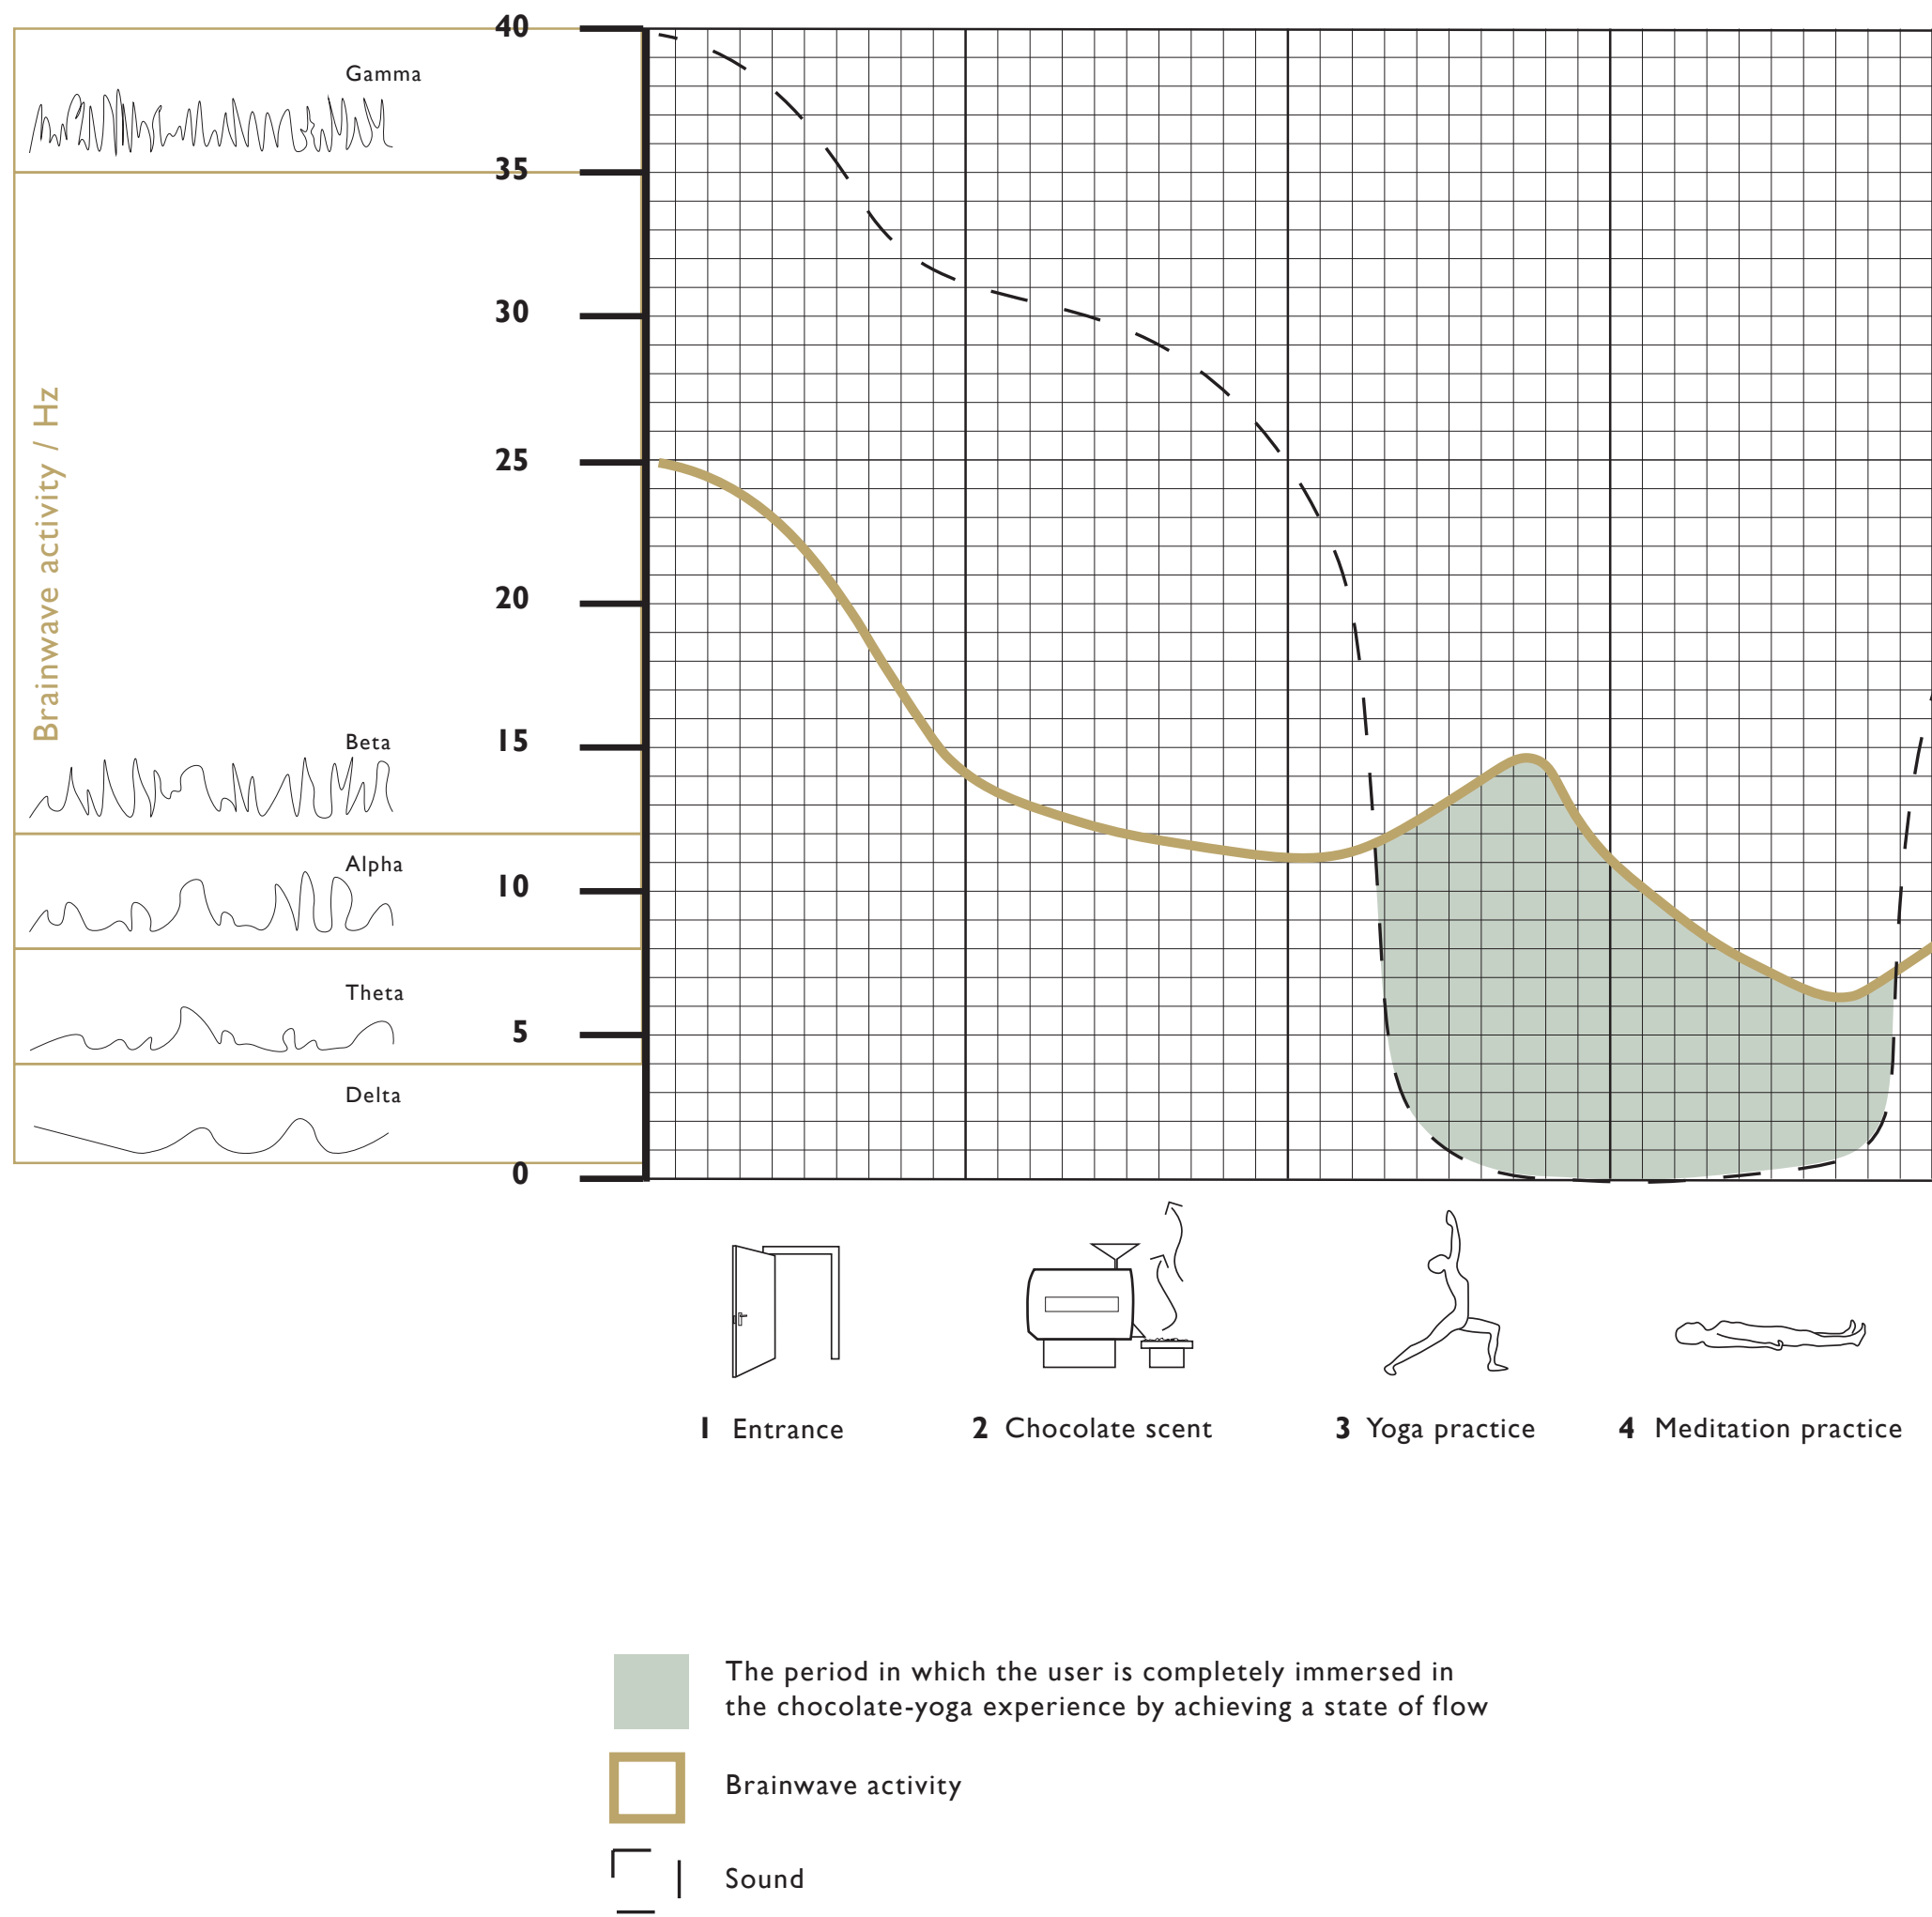 40
Gamma
35
30
Brainwave activity / Hz
25
20
15
Beta
Alpha
10
Theta
5
Delta
0
1 Entrance
2 Chocolate scent
3 Yoga practice
4 Meditation practice
The period in which the user is completely immersed in
the chocolate-yoga experience by achieving a state of flow
Brainwave activity
Sound